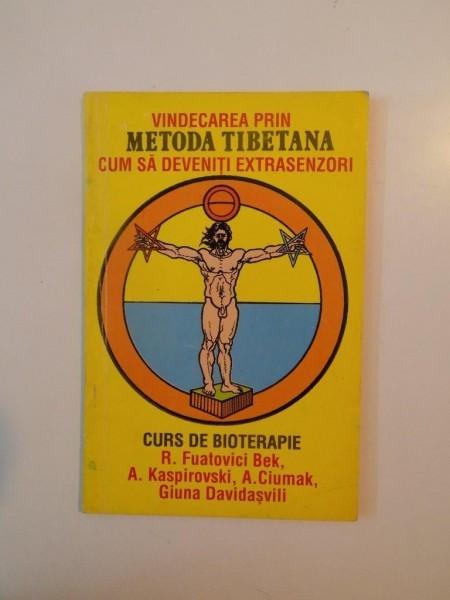 VINDECAREA PRIN
METODA TIBETANA
CUM SĂ DEVENIȚI EXTRASENZORI
CURS DE BIOTERAPIE
R. Fuatovici Bek,
A. Kaspirovski, A.Ciumak,
Giuna Davidașvili